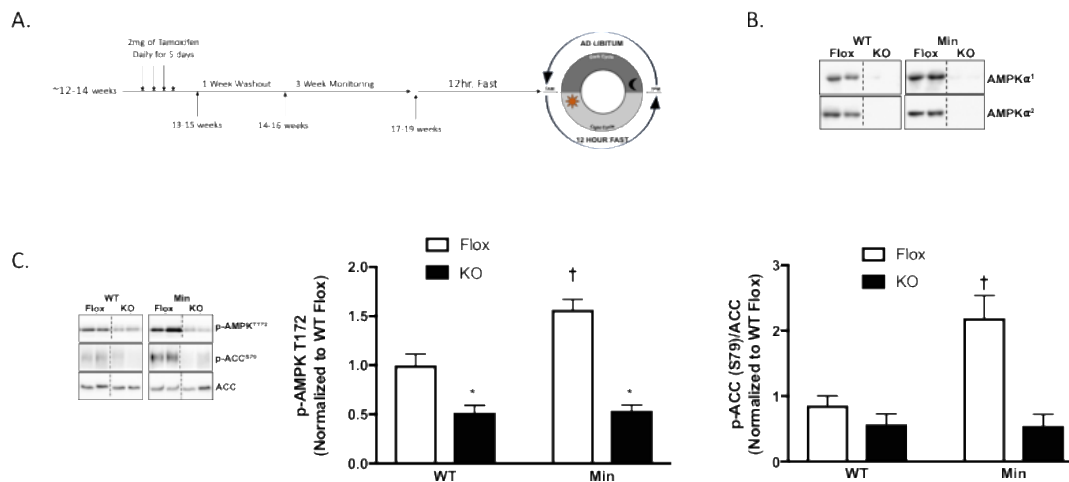 A.
2mg of Tamoxifen
Daily for 5 days
~12-14 weeks
1 Week Washout
3 Week Monitoring
12hr. Fast
13-15 weeks
14-16 weeks
17-19 weeks
AD LIBITUM
Dark Cycle
Light Cycle
12 HOUR FAST
B.
WT
Min
Flox KO
Flox KO
AMPKα1
AMPKα2
C.
WT
Min
Flox KO
Flox KO
p-AMPKT172
p-ACCS79
ACC
Flox
KO
p-AMPK T172
(Normalized to WT Flox)
2.0
1.5
1.0
0.5
0.0
†
*
*
WT
Min
Flox
KO
p-ACC (S79)/ACC
(Normalized to WT Flox)
3
2
1
0
†
WT
Min